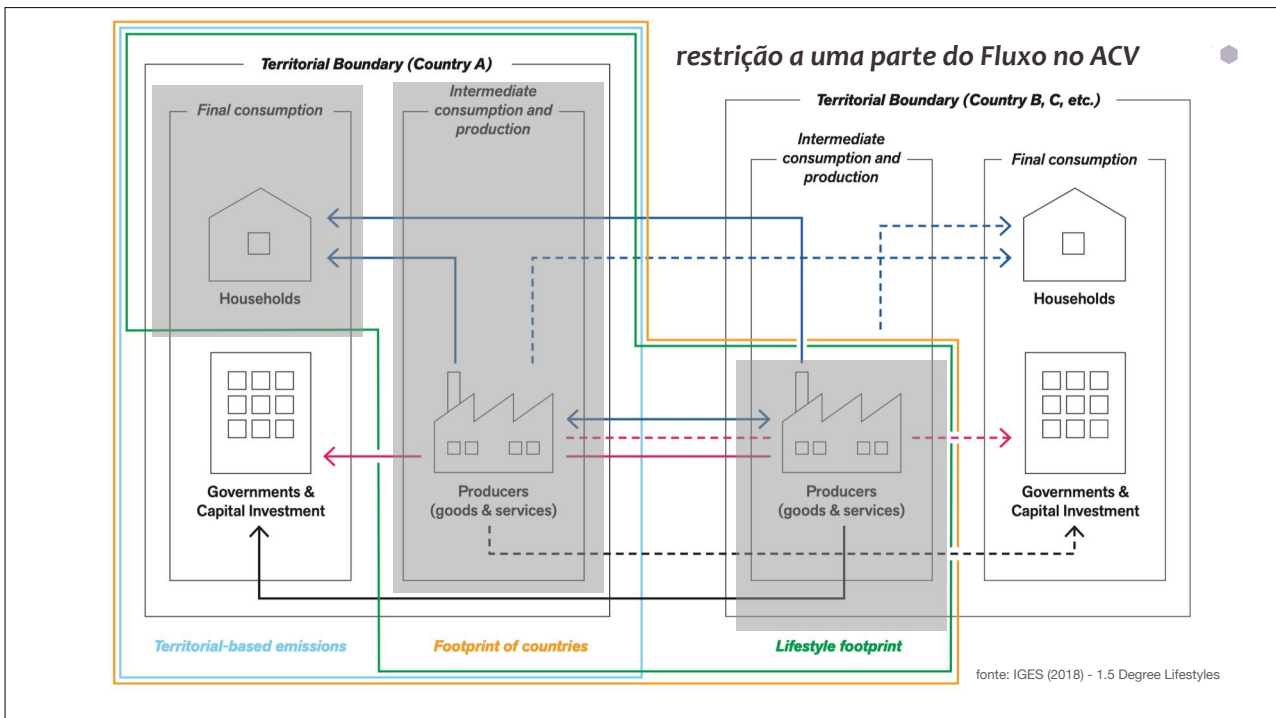 restrição a uma parte do Fluxo no ACV
Territorial Boundary (Country A)
Final consumption
Intermediate
consumption and
production
Households
Governments &
Capital Investment
Producers
(goods & services)
Territorial Boundary (Country B, C, etc.)
Intermediate
consumption and
production
Final consumption
Households
Producers
(goods & services)
Governments &
Capital Investment
Territorial-based emissions
Footprint of countries
Lifestyle footprint
fonte: IGES (2018) - 1.5 Degree Lifestyles